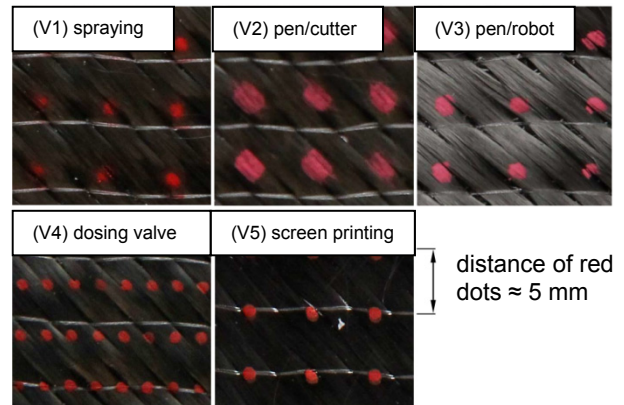 (V1) spraying
(V2) pen/cutter
(V3) pen/robot
(V4) dosing valve
(V5) screen printing
distance of red
dots ≈ 5 mm